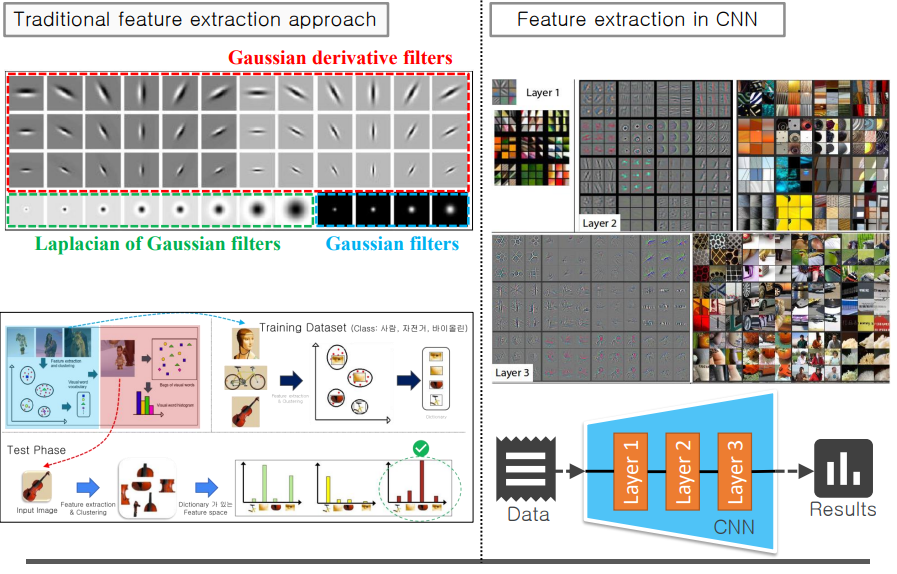 Traditional feature extraction approach
Gaussian derivative filters
Laplacian of Gaussian filters
Gaussian filters
Feature extraction
and clustering
Visual word
vocabulary
Bags of visual words
Visual word histogram
Training Dataset (Class: 사람, 자전거, 바이올린)
Feature extraction
& Clustering
Dictionary
Test Phase
Input Image
Feature extraction
& Clustering
Dictionary 가 있는
Feature space
Feature extraction in CNN
Layer 1
Layer 2
Layer 3
Data
Layer 1
Layer 2
Layer 3
CNN
Results